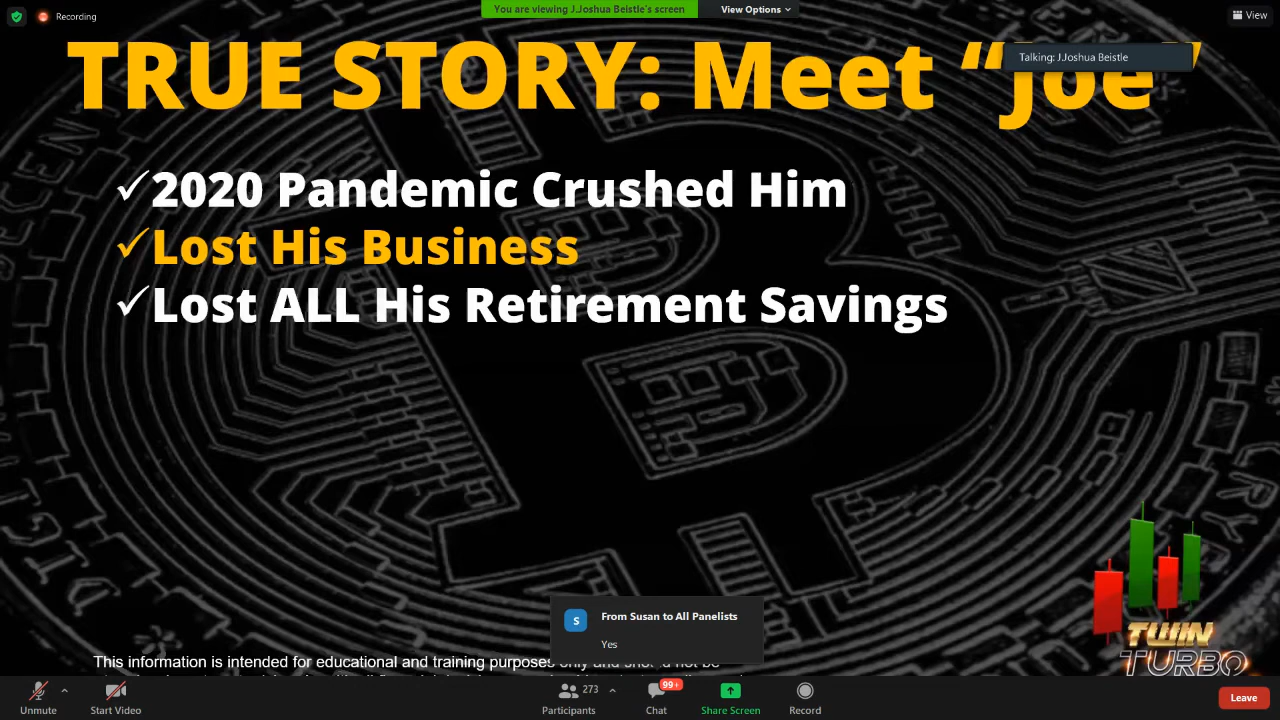 Recording
You are viewing J.Joshua Beistle's screen
View Options
View
TRUE STORY: Meet “Joe”
Talking: J.Joshua Beistle
2020 Pandemic Crushed Him
Lost His Business
Lost ALL His Retirement Savings
S
From Susan to All Panelists
Yes
This information is intended for educational and training purposes only and should not be
TWIN
TURBO
Unmute
Start Video
273
Participants
99+
Chat
Share Screen
Record
Leave